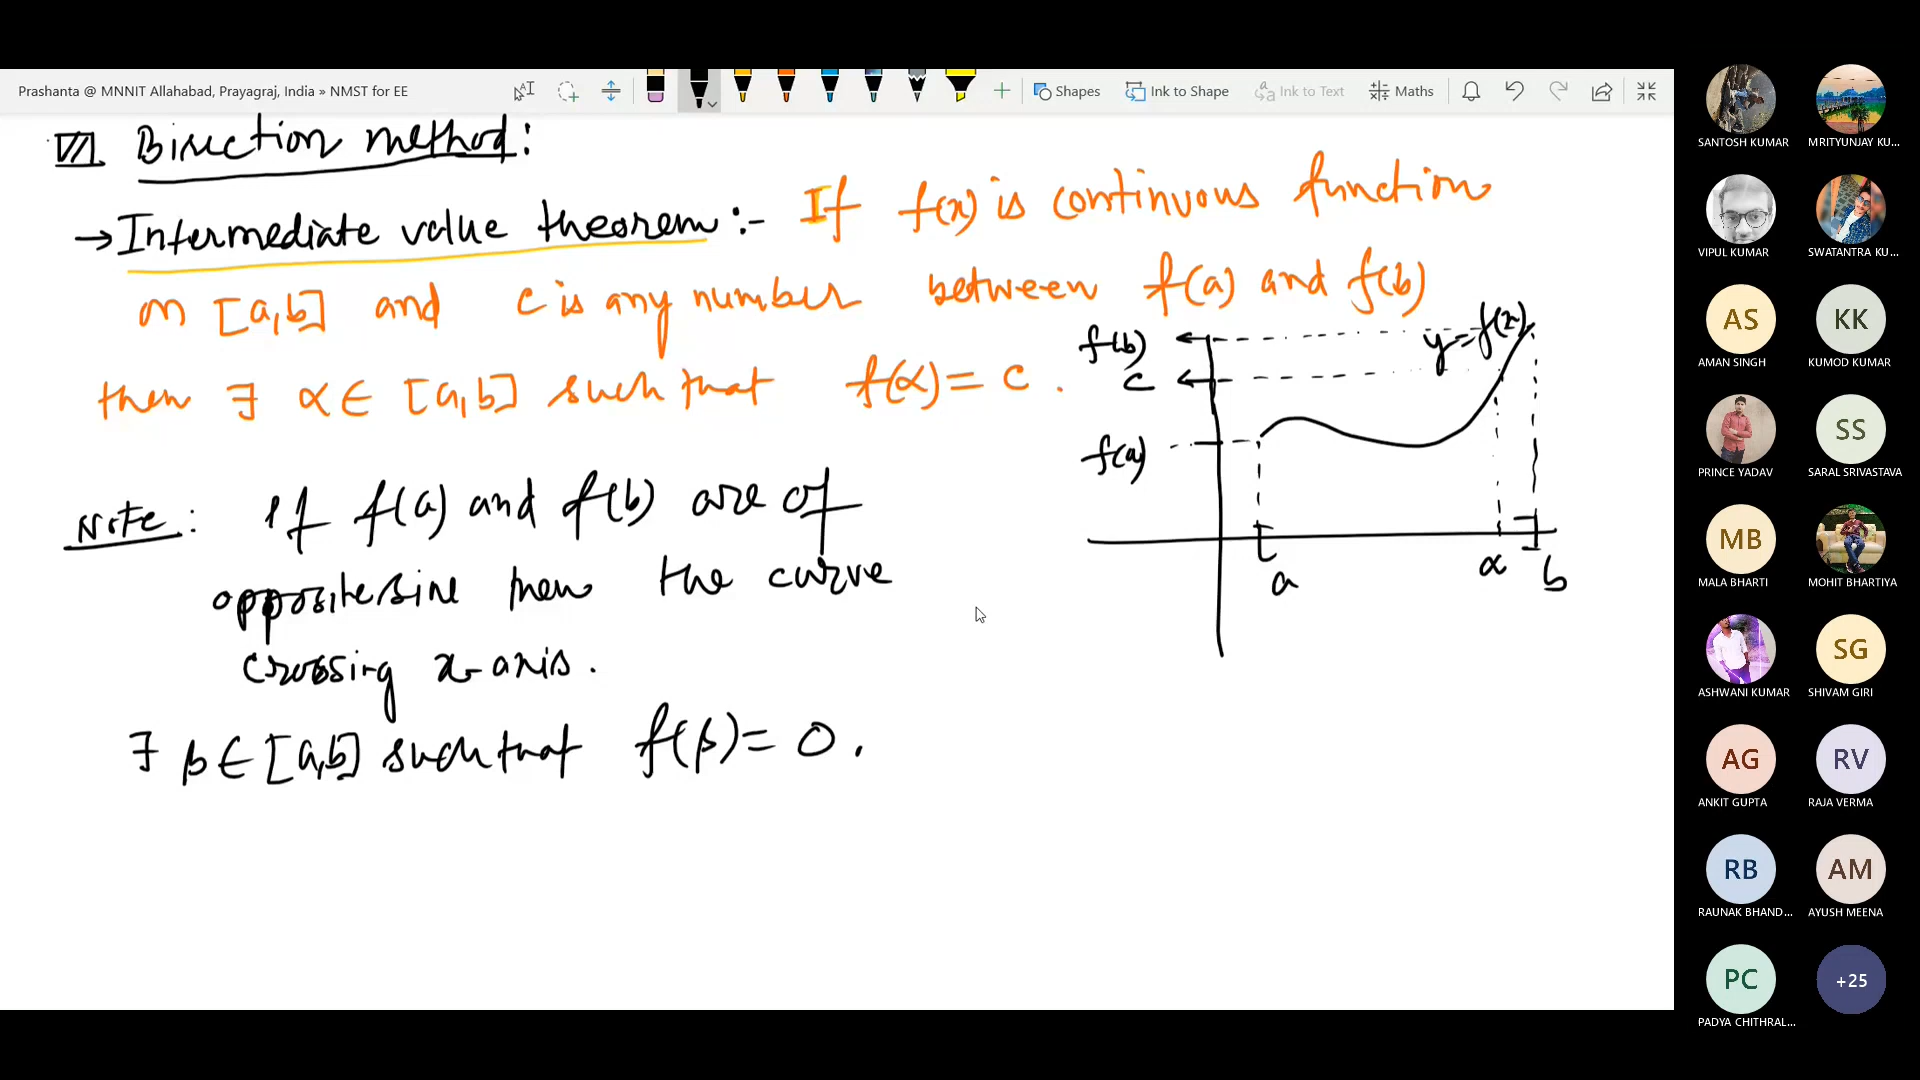 Prashanta @ MNNIT Allahabad, Prayagraj, India » NMST for EE
Shapes
Ink to Shape
Ink to Text
Maths
VII. Bisection method:
→ Intermediate value theorem :- If f(x) is continuous function
on [a,b] and c is any number between f(a) and f(b)
then ∃ α ∈ [a,b] such that f(α) = c .
Note : If f(a) and f(b) are of
opposite sine then the curve
crossing x-axis.
∃ β ∈ [a,b] such that f(β) = 0 .
f(b)
y = f(x)
c
f(a)
a
α
b
SANTOSH KUMAR
MRITYUNJAY KU...
VIPUL KUMAR
SWATANTRA KU...
AS
KK
AMAN SINGH
KUMOD KUMAR
SS
PRINCE YADAV
SARAL SRIVASTAVA
MB
MALA BHARTI
MOHIT BHARTIYA
SG
ASHWANI KUMAR
SHIVAM GIRI
AG
RV
ANKIT GUPTA
RAJA VERMA
RB
AM
RAUNAK BHAND...
AYUSH MEENA
PC
+25
PADYA CHITHRAL...